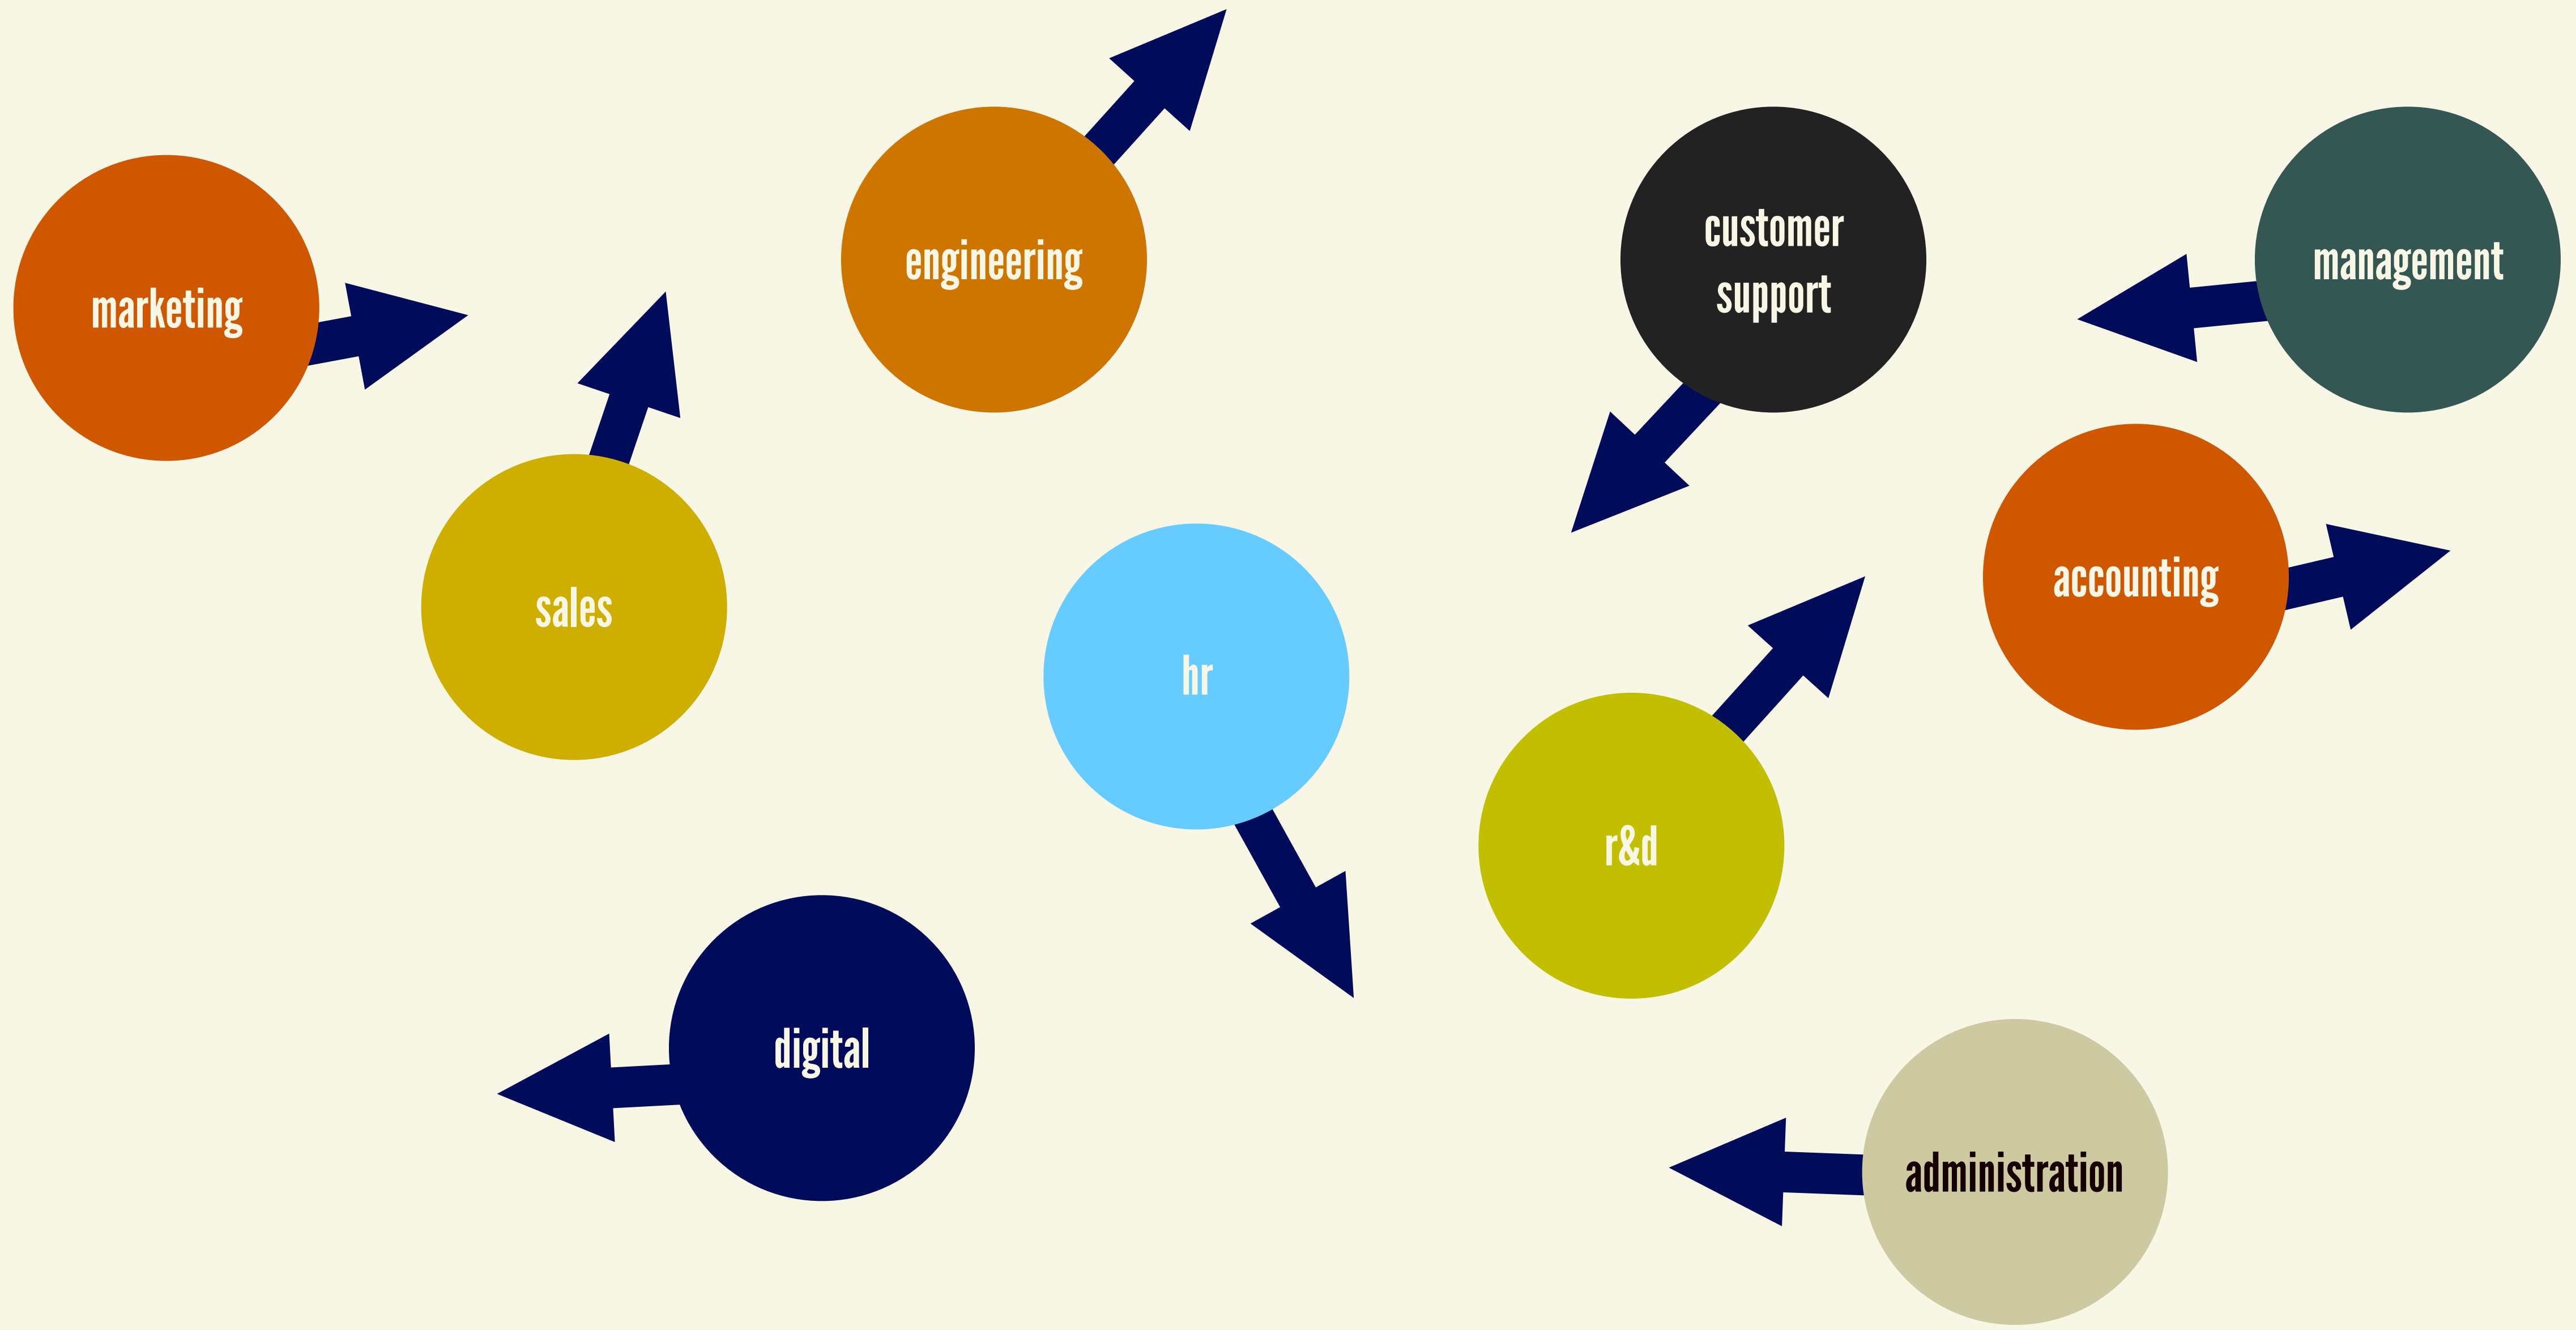 marketing
engineering
customer
support
management
sales
hr
accounting
r&d
digital
administration